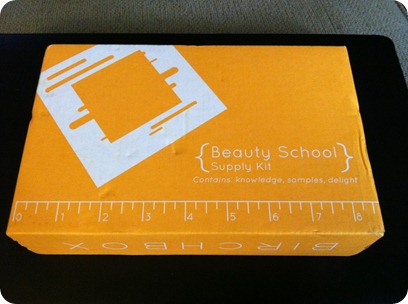 {Beauty School}
Supply Kit
Contains: knowledge, samples, delight
0 1 2 3 4 5 6 7 8
BIRCHBOX